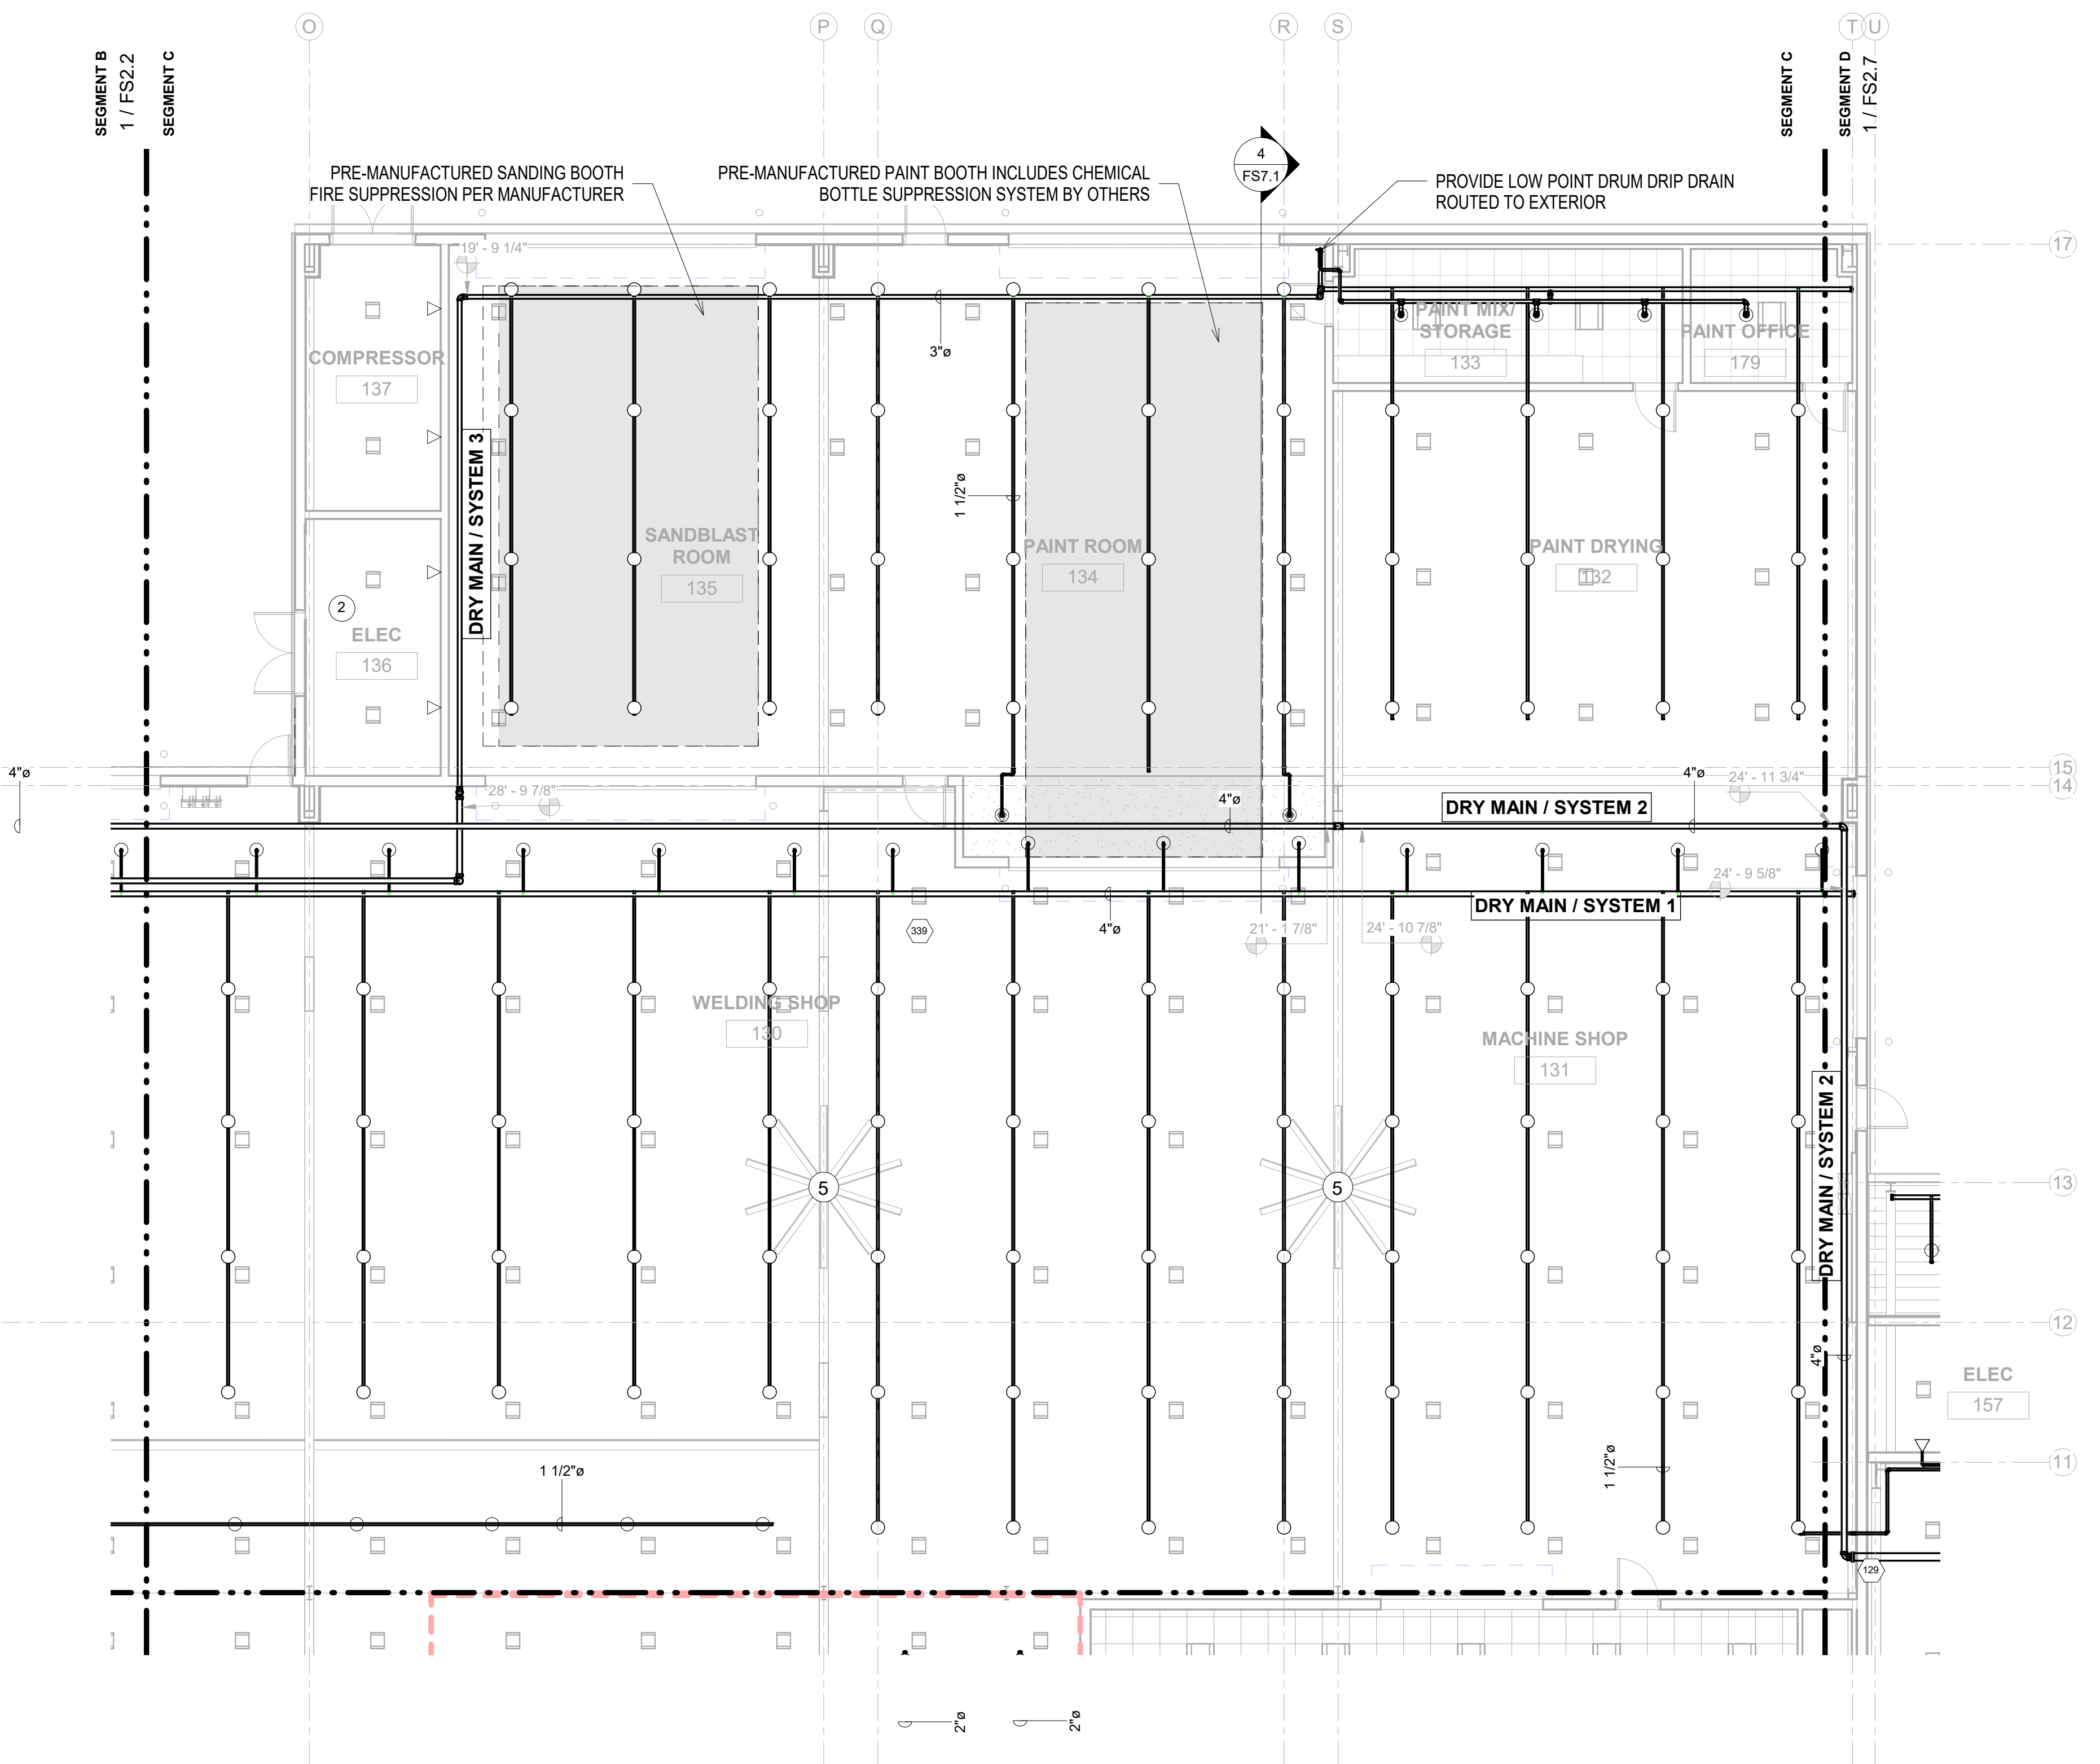 O
P
Q
R
S
T
U
SEGMENT B
1 / FS2.2
SEGMENT C
SEGMENT C
SEGMENT D
1 / FS2.7
4
FS7.1
PRE-MANUFACTURED SANDING BOOTH
FIRE SUPPRESSION PER MANUFACTURER
PRE-MANUFACTURED PAINT BOOTH INCLUDES CHEMICAL
BOTTLE SUPPRESSION SYSTEM BY OTHERS
PROVIDE LOW POINT DRUM DRIP DRAIN
ROUTED TO EXTERIOR
17
19' - 9 1/4"
3"ø
COMPRESSOR
137
PAINT MIX/
STORAGE
133
PAINT OFFICE
179
DRY MAIN / SYSTEM 3
1 1/2"ø
SANDBLAST
ROOM
135
PAINT ROOM
134
PAINT DRYING
132
2
ELEC
136
15
14
4"ø
28' - 9 7/8"
4"ø
4"ø
24' - 11 3/4"
DRY MAIN / SYSTEM 2
24' - 9 5/8"
DRY MAIN / SYSTEM 1
339
4"ø
21' - 1 7/8"
24' - 10 7/8"
WELDING SHOP
130
MACHINE SHOP
131
DRY MAIN / SYSTEM 2
5
5
13
12
4"ø
ELEC
157
11
1 1/2"ø
1 1/2"ø
129
2"ø
2"ø